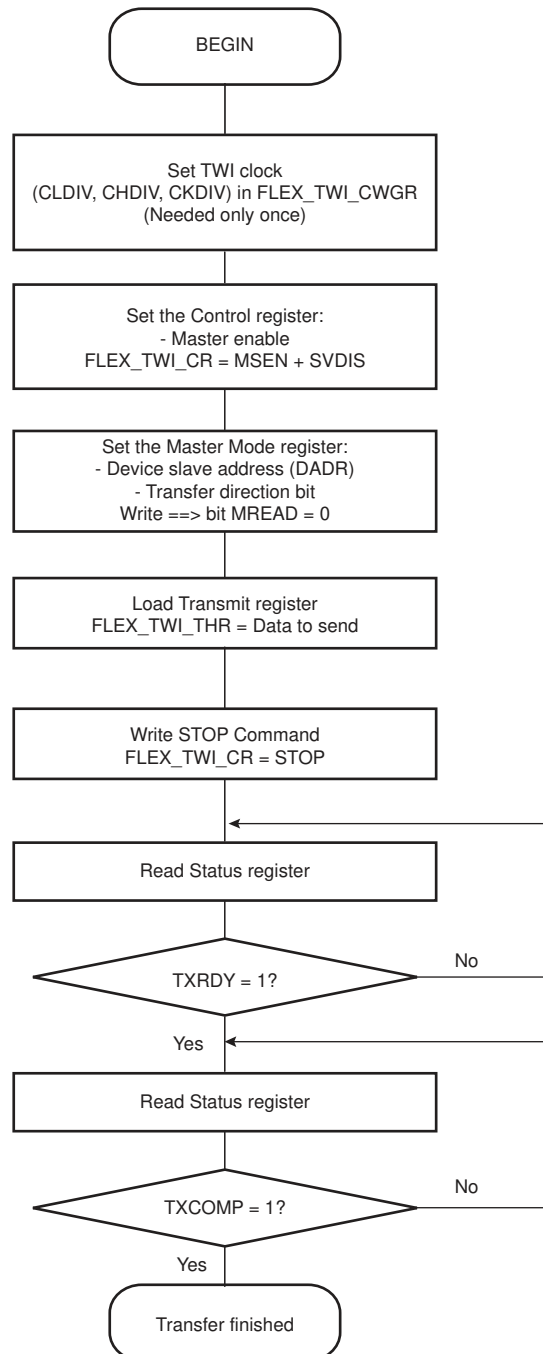 BEGIN
Set TWI clock
(CLDIV, CHDIV, CKDIV) in FLEX_TWI_CWGR
(Needed only once)
Set the Control register:
- Master enable
FLEX_TWI_CR = MSEN + SVDIS
Set the Master Mode register:
- Device slave address (DADR)
- Transfer direction bit
Write ==> bit MREAD = 0
Load Transmit register
FLEX_TWI_THR = Data to send
Write STOP Command
FLEX_TWI_CR = STOP
Read Status register
No
TXRDY = 1?
Yes
Read Status register
No
TXCOMP = 1?
Yes
Transfer finished